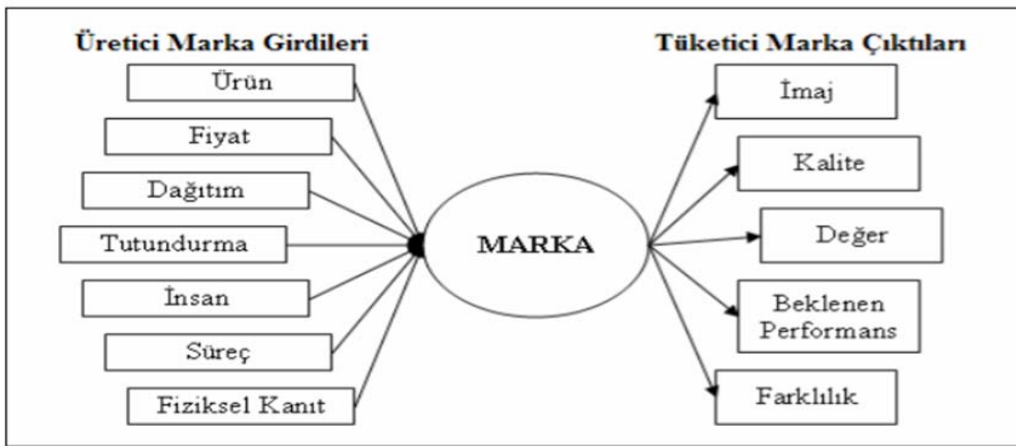 Üretici Marka Girdileri
Ürün
Fiyat
Dağıtım
Tutundurma
İnsan
Süreç
Fiziksel Kanıt
MARKA
Tüketici Marka Çıktıları
İmaj
Kalite
Değer
Beklenen
Performans
Farklılık